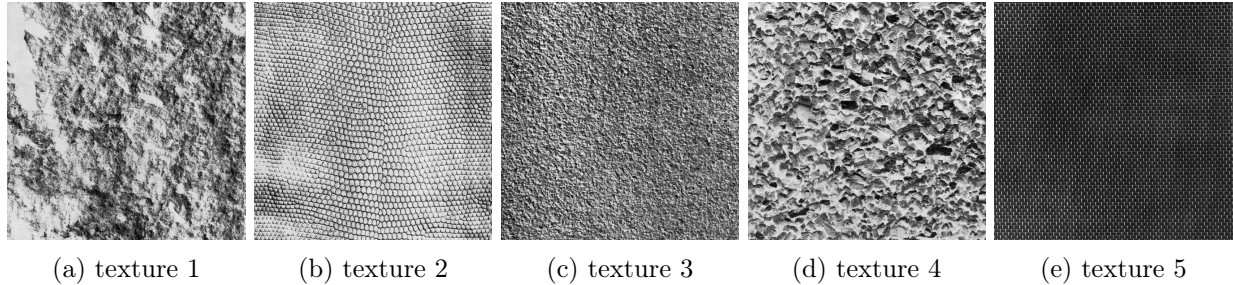 (a) texture 1
(b) texture 2
(c) texture 3
(d) texture 4
(e) texture 5